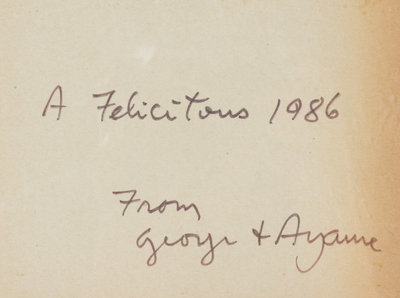 A Felicitous 1986
From
George + Ayame